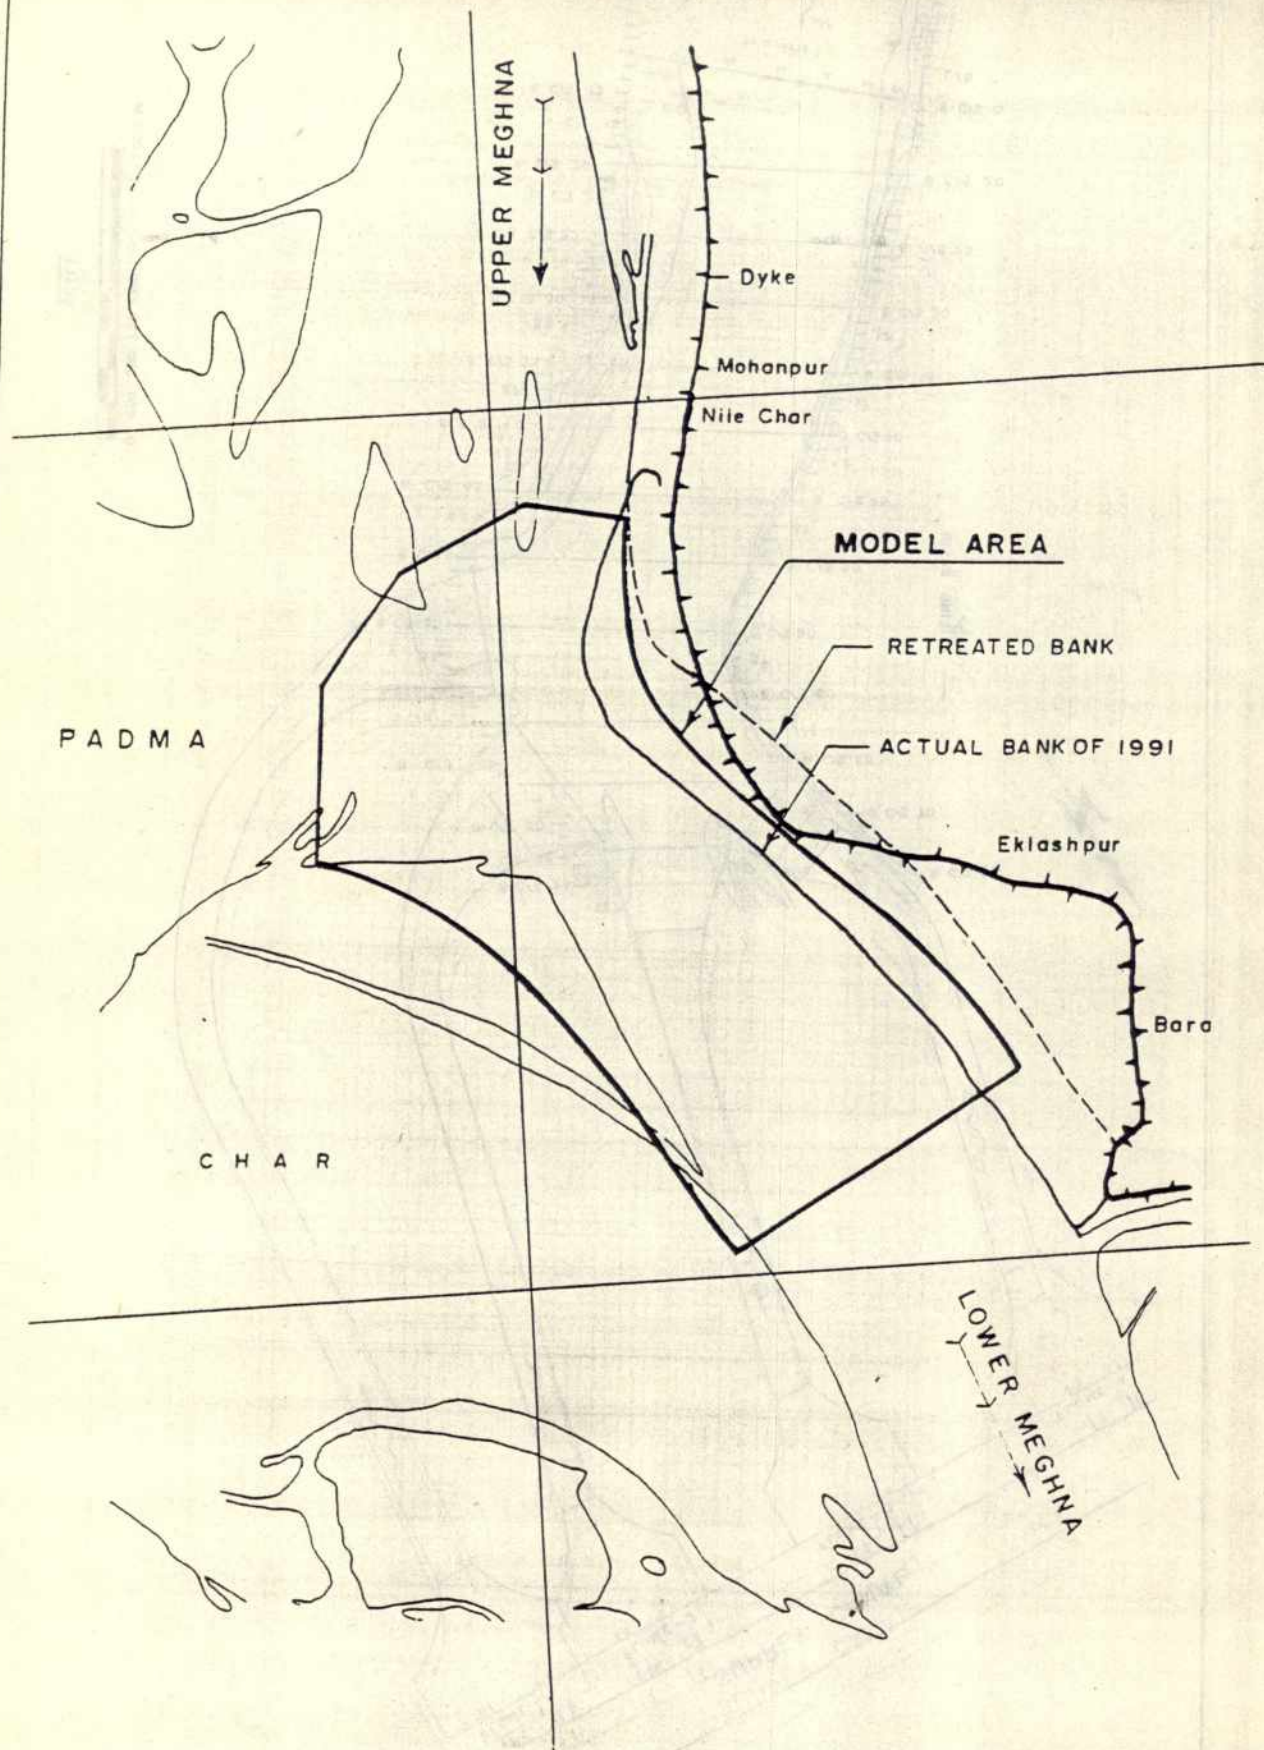 UPPER MEGHNA
Dyke
Mohanpur
Nile Char
MODEL AREA
RETREATED BANK
PADMA
ACTUAL BANK OF 1991
Eklashpur
Bara
CHAR
LOWER MEGHNA